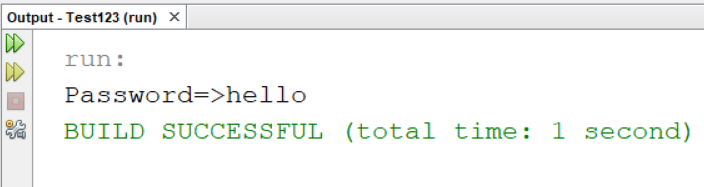 Output - Test123 (run) ×
run:
Password=>hello
BUILD SUCCESSFUL (total time: 1 second)